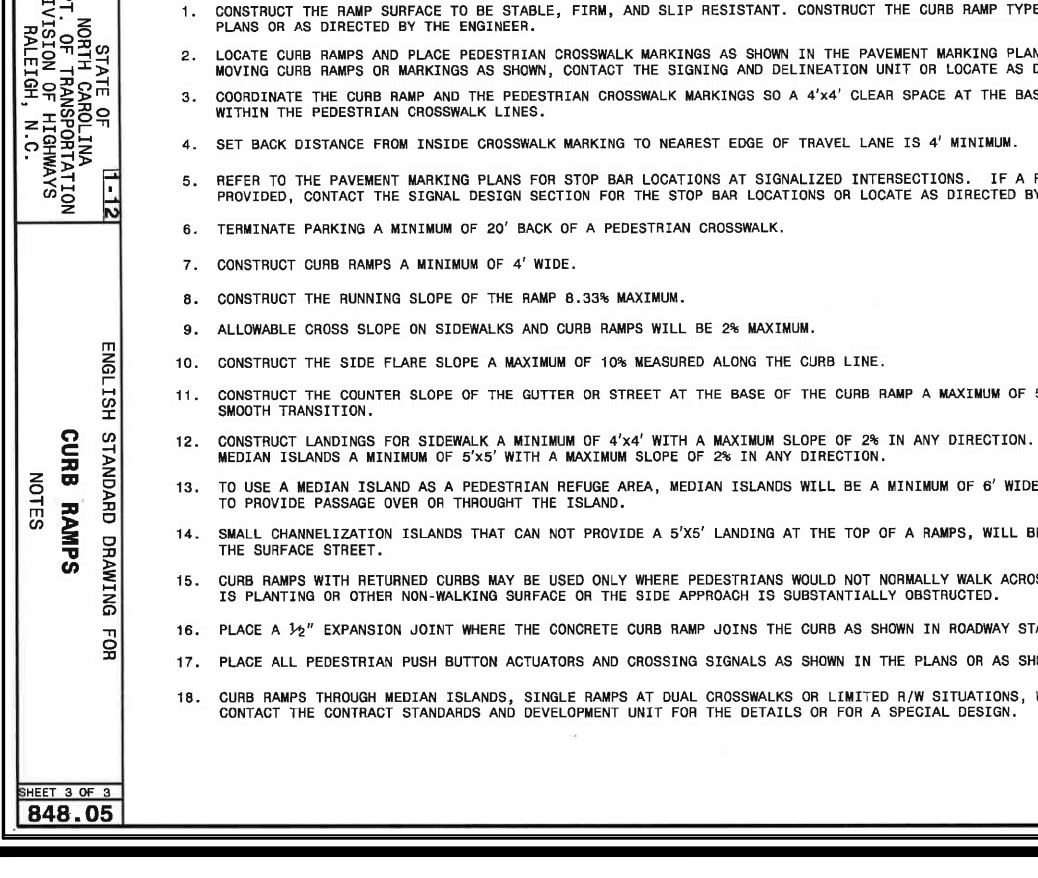 1. CONSTRUCT THE RAMP SURFACE TO BE STABLE, FIRM, AND SLIP RESISTANT. CONSTRUCT THE CURB RAMP TYPE
PLANS OR AS DIRECTED BY THE ENGINEER.
2. LOCATE CURB RAMPS AND PLACE PEDESTRIAN CROSSWALK MARKINGS AS SHOWN IN THE PAVEMENT MARKING
MOVING CURB RAMPS OR MARKINGS AS SHOWN, CONTACT THE SIGNING AND DELINEATION UNIT OR LOCATE AS
3. COORDINATE THE CURB RAMP AND THE PEDESTRIAN CROSSWALK MARKINGS SO A 4'x4' CLEAR SPACE AT THE
WITHIN THE PEDESTRIAN CROSSWALK LINES.
4. SET BACK DISTANCE FROM INSIDE CROSSWALK MARKING TO NEAREST EDGE OF TRAVEL LANE IS 4' MINIMUM.
5. REFER TO THE PAVEMENT MARKING PLANS FOR STOP BAR LOCATIONS AT SIGNALIZED INTERSECTIONS. IF A
PROVIDED, CONTACT THE SIGNAL DESIGN SECTION FOR THE STOP BAR LOCATIONS OR LOCATE AS DIRECTED BY
6. TERMINATE PARKING A MINIMUM OF 20' BACK OF A PEDESTRIAN CROSSWALK.
7. CONSTRUCT CURB RAMPS A MINIMUM OF 4' WIDE.
8. CONSTRUCT THE RUNNING SLOPE OF THE RAMP 8.33% MAXIMUM.
9. ALLOWABLE CROSS SLOPE ON SIDEWALKS AND CURB RAMPS WILL BE 2% MAXIMUM.
10. CONSTRUCT THE SIDE FLARE SLOPE A MAXIMUM OF 10% MEASURED ALONG THE CURB LINE.
11. CONSTRUCT THE COUNTER SLOPE OF THE GUTTER OR STREET AT THE BASE OF THE CURB RAMP A MAXIMUM OF
SMOOTH TRANSITION.
12. CONSTRUCT LANDINGS FOR SIDEWALK A MINIMUM OF 4'x4' WITH A MAXIMUM SLOPE OF 2% IN ANY DIRECTION.
MEDIAN ISLANDS A MINIMUM OF 5'x5' WITH A MAXIMUM SLOPE OF 2% IN ANY DIRECTION.
13. TO USE A MEDIAN ISLAND AS A PEDESTRIAN REFUGE AREA, MEDIAN ISLANDS WILL BE A MINIMUM OF 6' WIDE
TO PROVIDE PASSAGE OVER OR THROUGHT THE ISLAND.
14. SMALL CHANNELIZATION ISLANDS THAT CAN NOT PROVIDE A 5'X5' LANDING AT THE TOP OF A RAMPS, WILL
THE SURFACE STREET.
15. CURB RAMPS WITH RETURNED CURBS MAY BE USED ONLY WHERE PEDESTRIANS WOULD NOT NORMALLY WALK
IS PLANTING OR OTHER NON-WALKING SURFACE OR THE SIDE APPROACH IS SUBSTANTIALLY OBSTRUCTED.
16. PLACE A ½" EXPANSION JOINT WHERE THE CONCRETE CURB RAMP JOINS THE CURB AS SHOWN IN ROADWAY
17. PLACE ALL PEDESTRIAN PUSH BUTTON ACTUATORS AND CROSSING SIGNALS AS SHOWN IN THE PLANS OR AS
18. CURB RAMPS THROUGH MEDIAN ISLANDS, SINGLE RAMPS AT DUAL CROSSWALKS OR LIMITED R/W SITUATIONS,
CONTACT THE CONTRACT STANDARDS AND DEVELOPMENT UNIT FOR THE DETAILS OR FOR A SPECIAL DESIGN.
STATE OF
NORTH CAROLINA
OF TRANSPORTATION
OF HIGHWAYS
RALEIGH, N.C.
1-12
ENGLISH STANDARD DRAWING FOR
CURB RAMPS
NOTES
SHEET 3 OF 3
848.05